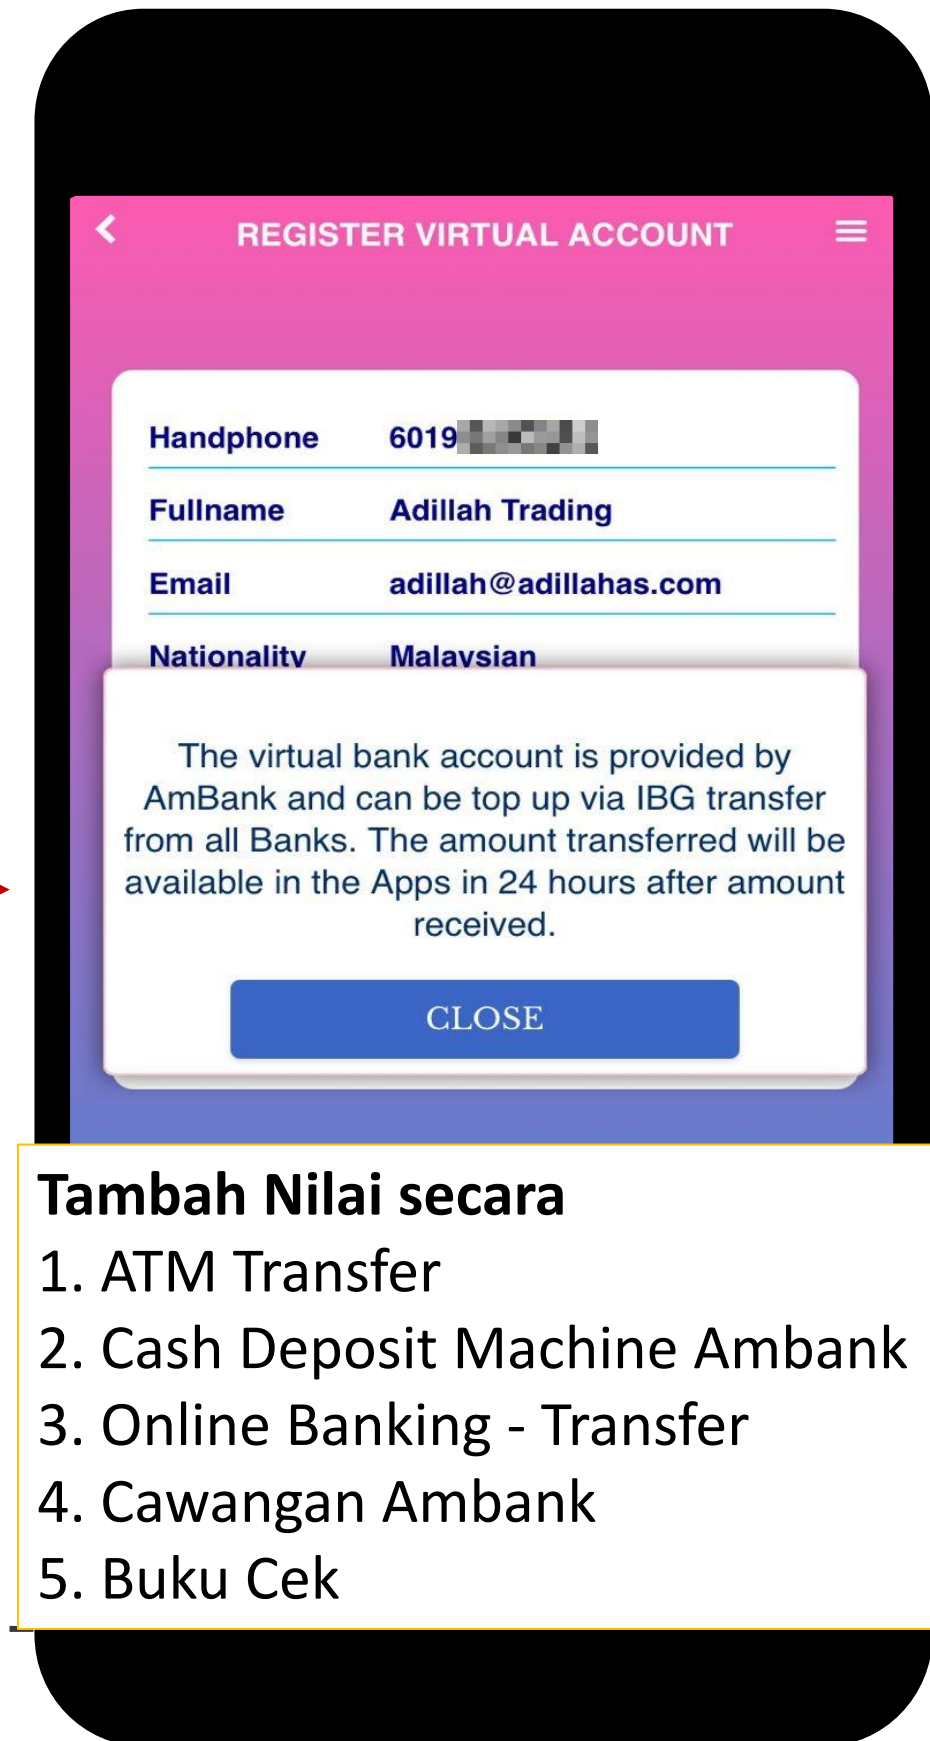 REGISTER VIRTUAL ACCOUNT
Handphone 6019
Fullname Adillah Trading
Email adillah@adillahas.com
Nationality Malaysian
The virtual bank account is provided by
AmBank and can be top up via IBG transfer
from all Banks. The amount transferred will be
available in the Apps in 24 hours after amount
received.
CLOSE
Tambah Nilai secara
1. ATM Transfer
2. Cash Deposit Machine Ambank
3. Online Banking - Transfer
4. Cawangan Ambank
5. Buku Cek